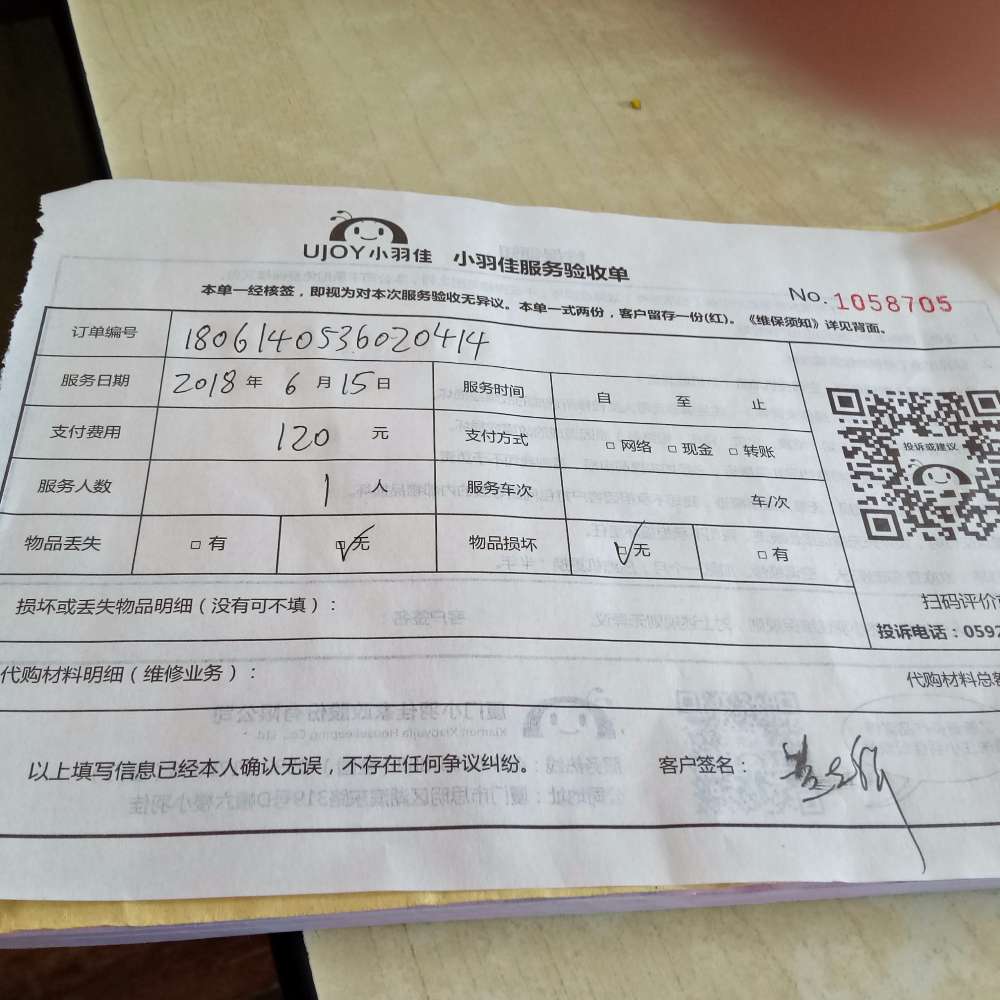 UJOY小羽佳 小羽佳服务验收单
No. 1058705
本单一经核签，即视为对本次服务验收无异议。本单一式两份，客户留存一份(红)。《维保须知》详见背面。
订单编号 1806140536020414
服务日期 2018 年 6 月 15 日 服务时间 自 至 止
支付费用 120 元 支付方式 □ 网络 □ 现金 □ 转账
服务人数 1 人 服务车次 车/次
物品丢失 □ 有 ☑ 无 物品损坏 ☑ 无 □ 有
投诉或建议
扫码评价
投诉电话：0592
损坏或丢失物品明细（没有可不填）：
代购材料明细（维修业务）：
代购材料总
以上填写信息已经本人确认无误，不存在任何争议纠纷。 客户签名：